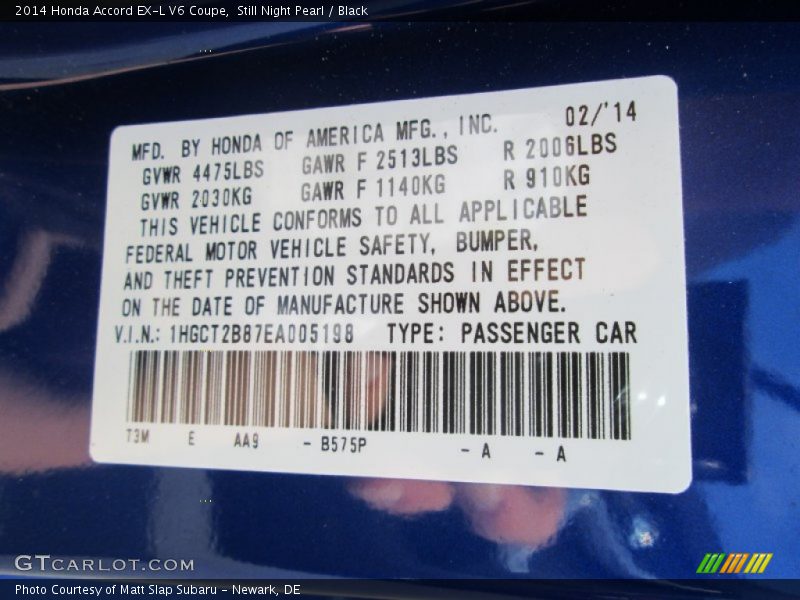 2014 Honda Accord EX-L V6 Coupe,  Still Night Pearl / Black
MFD. BY HONDA OF AMERICA MFG., INC. 02/'14
GVWR 4475LBS GAWR F 2513LBS R 2006LBS
GVWR 2030KG GAWR F 1140KG R 910KG
THIS VEHICLE CONFORMS TO ALL APPLICABLE
FEDERAL MOTOR VEHICLE SAFETY, BUMPER,
AND THEFT PREVENTION STANDARDS IN EFFECT
ON THE DATE OF MANUFACTURE SHOWN ABOVE.
V.I.N.: 1HGCT2B87EA005198 TYPE: PASSENGER CAR
T3M E AA9 - B575P - A - A
GTCARLOT.COM
Photo Courtesy of Matt Slap Subaru - Newark, DE